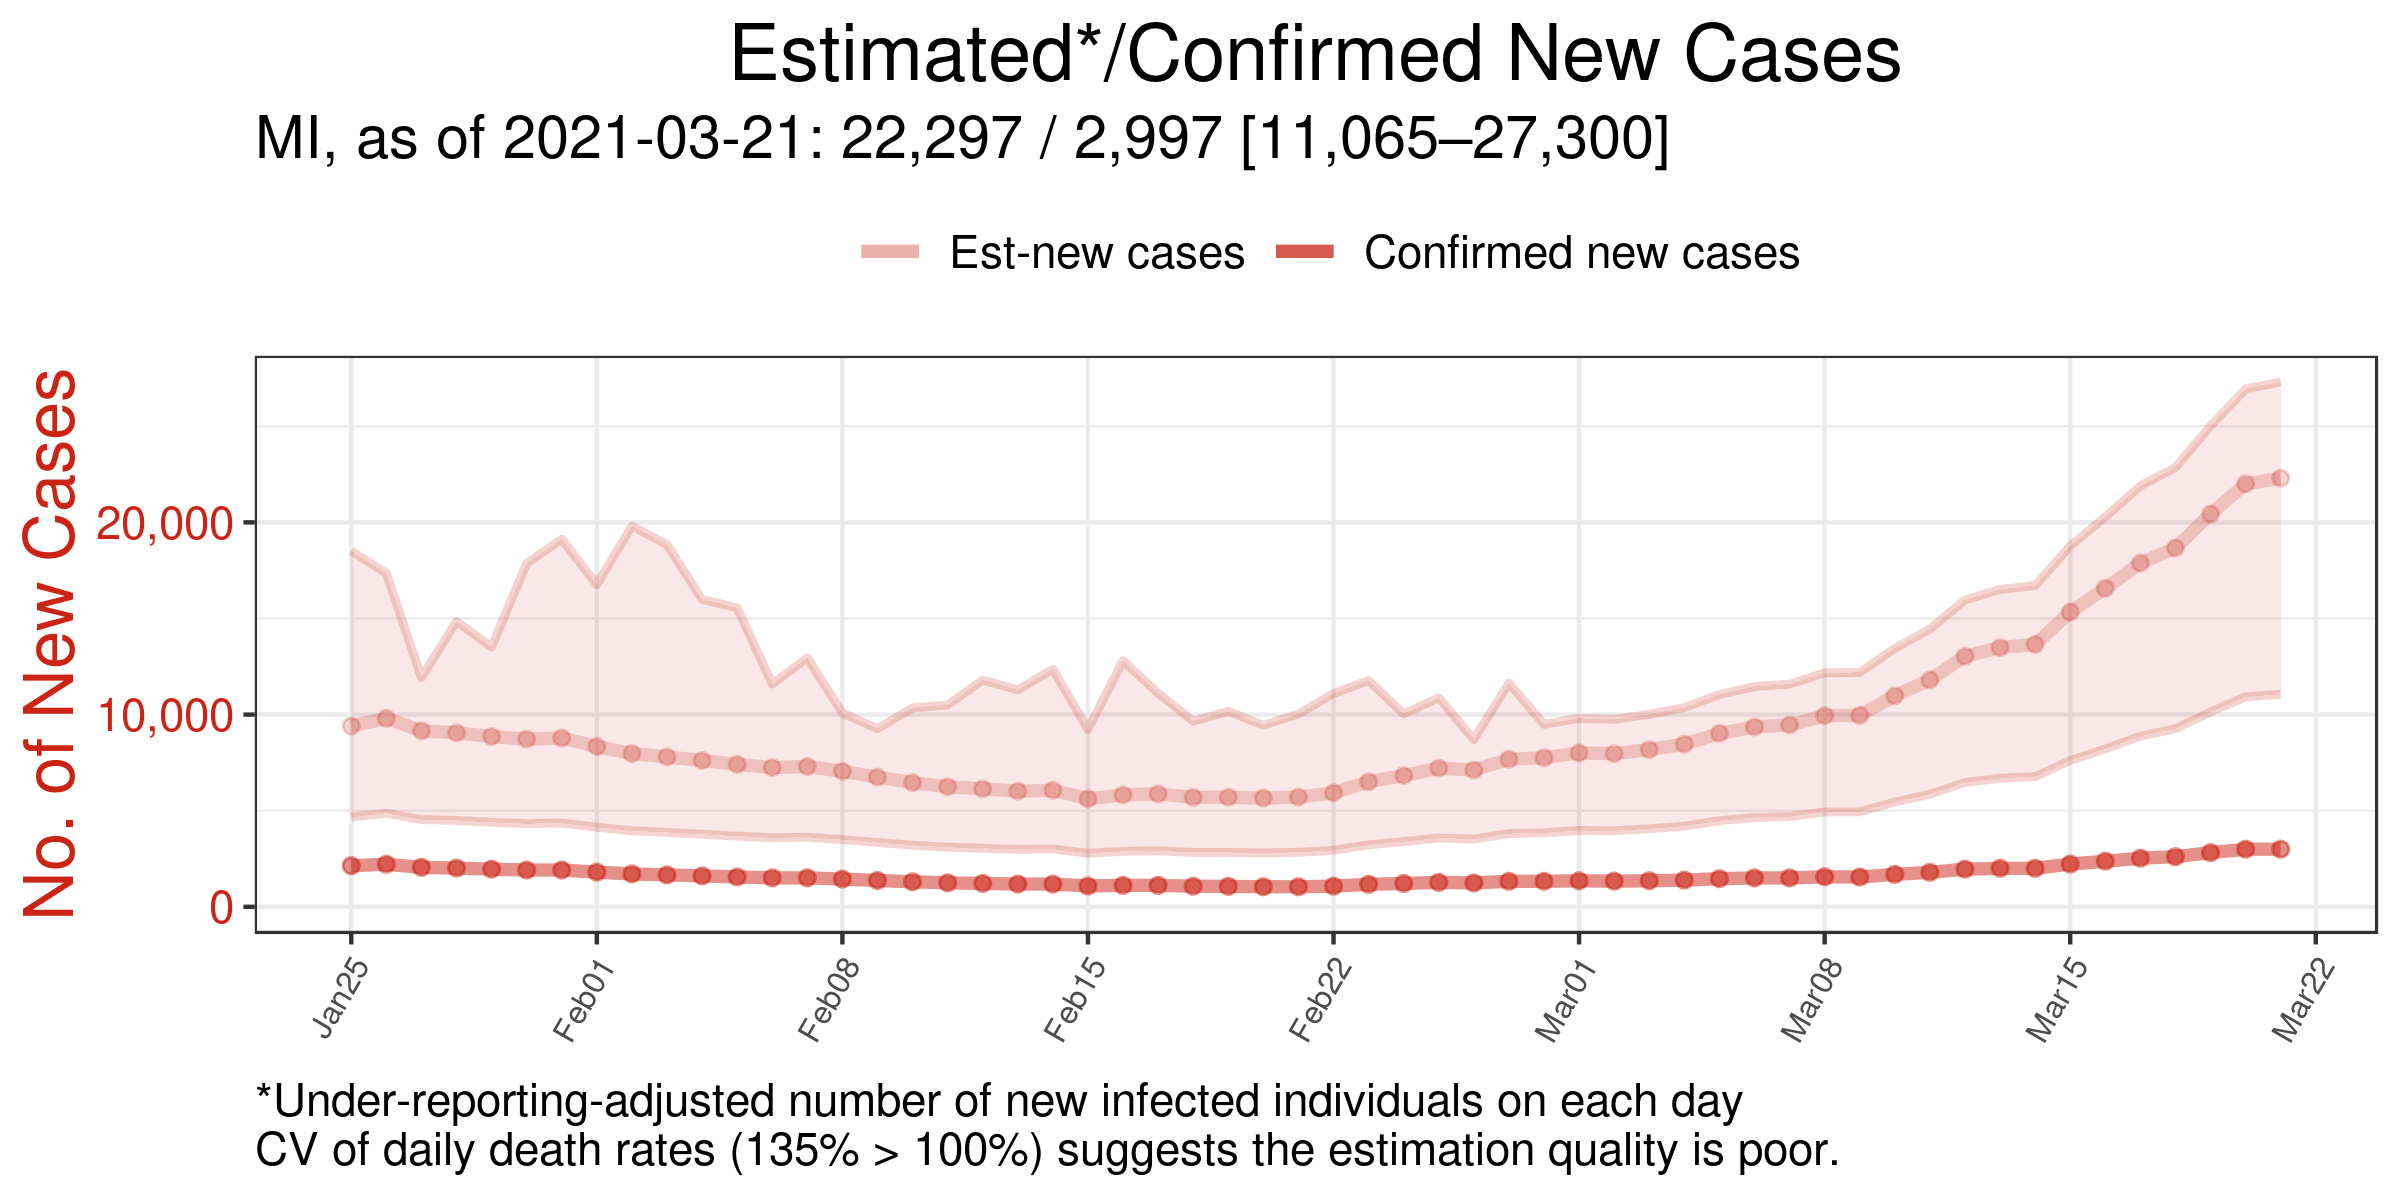 Estimated*/Confirmed New Cases
MI, as of 2021-03-21: 22,297 / 2,997 [11,065–27,300]
Est-new cases
Confirmed new cases
No. of New Cases
20,000
10,000
0
Jan25
Feb01
Feb08
Feb15
Feb22
Mar01
Mar08
Mar15
Mar22
*Under-reporting-adjusted number of new infected individuals on each day
CV of daily death rates (135% > 100%) suggests the estimation quality is poor.